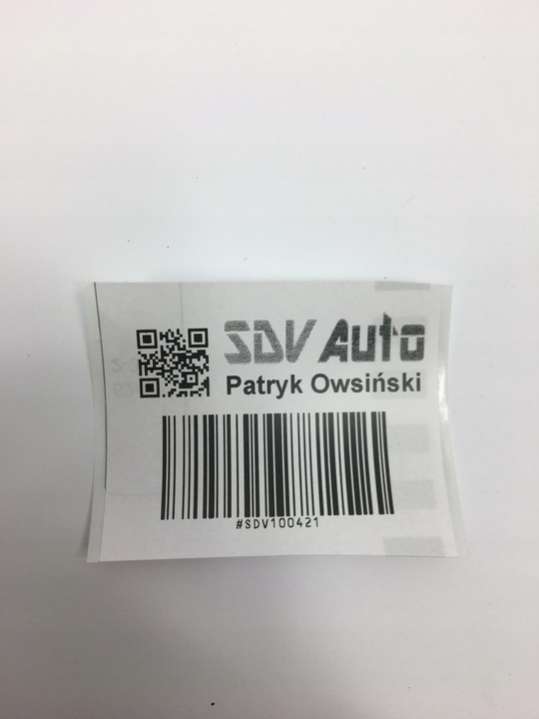 SDV Auto
Patryk Owsiński
#SDV100421